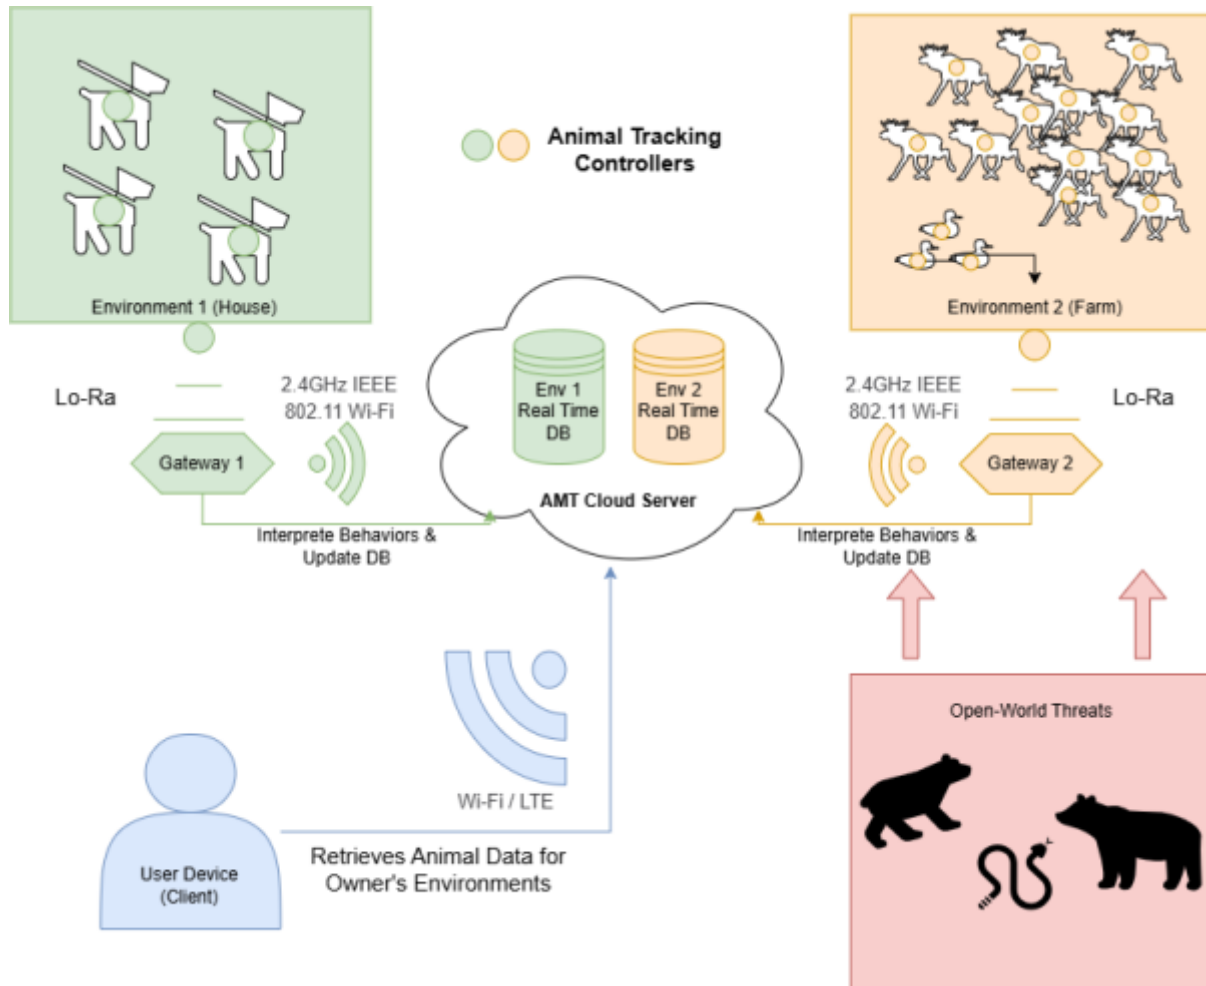 Animal Tracking
Controllers
Environment 1 (House)
Environment 2 (Farm)
Lo-Ra
2.4GHz IEEE
802.11 Wi-Fi
Gateway 1
Env 1
Real Time
DB
Env 2
Real Time
DB
AMT Cloud Server
2.4GHz IEEE
802.11 Wi-Fi
Lo-Ra
Gateway 2
Interprete Behaviors &
Update DB
Interprete Behaviors &
Update DB
Wi-Fi / LTE
User Device
(Client)
Retrieves Animal Data for
Owner's Environments
Open-World Threats